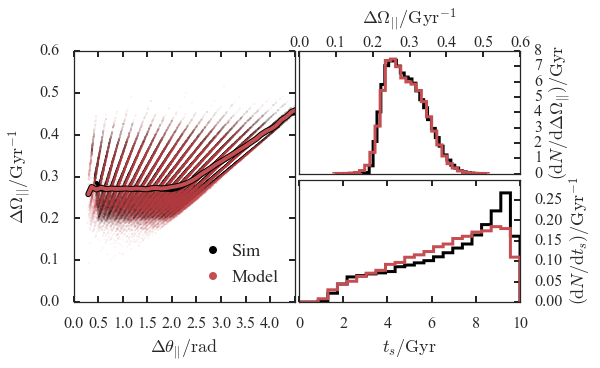 ΔΩ||/Gyr⁻¹
0.0 0.1 0.2 0.3 0.4 0.5 0.6
0.6
0.5
0.4
0.3
0.2
0.1
0.0
ΔΩ||/Gyr⁻¹
Sim
Model
0.0 0.5 1.0 1.5 2.0 2.5 3.0 3.5 4.0
Δθ||/rad
8
7
6
5
4
3
2
1
0
(dN/dΔΩ||)/Gyr
0.25
0.20
0.15
0.10
0.05
0.00
(dN/dtₛ)/Gyr⁻¹
0 2 4 6 8 10
tₛ/Gyr